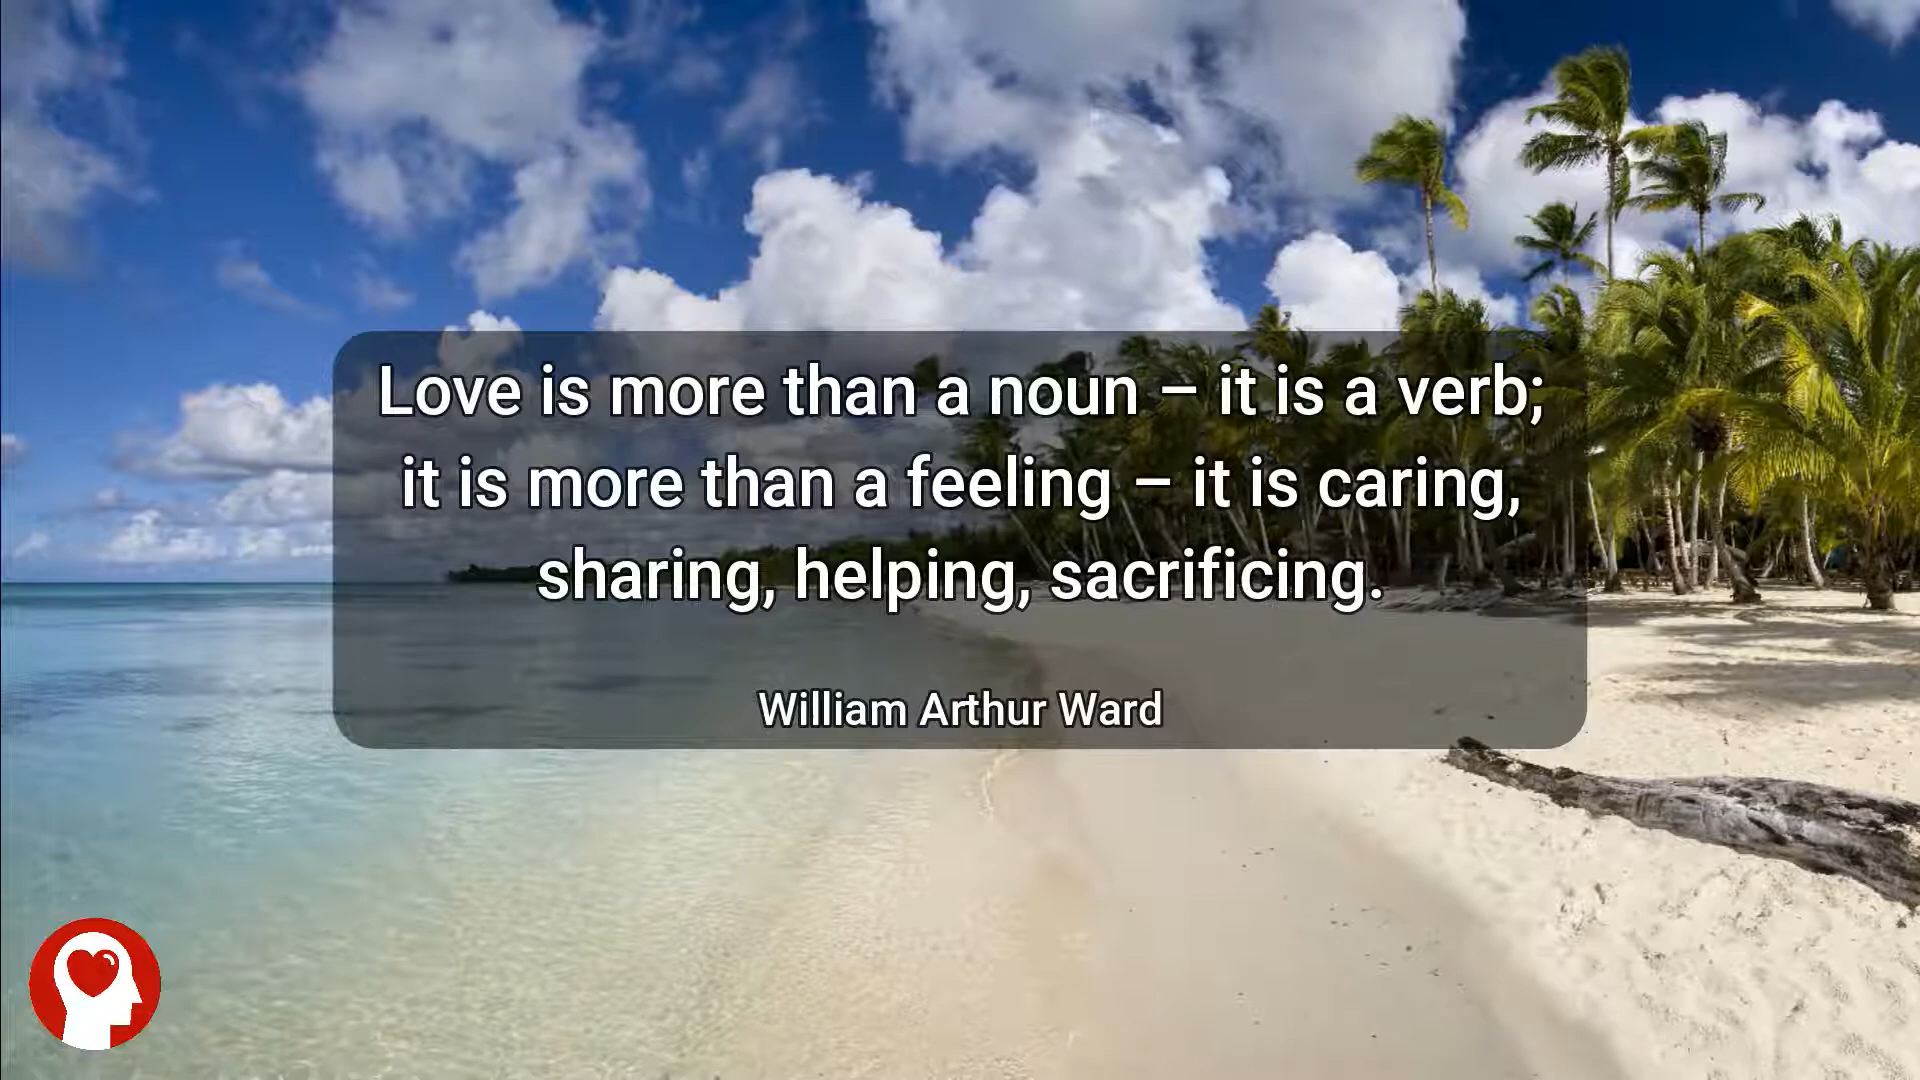 Love is more than a noun – it is a verb;
it is more than a feeling – it is caring,
sharing, helping, sacrificing.
William Arthur Ward